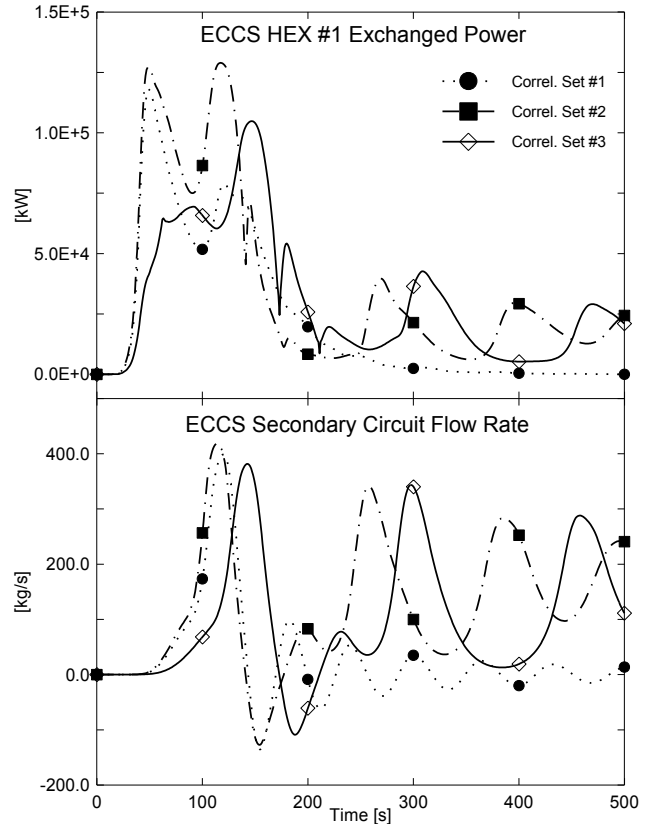 ECCS HEX #1 Exchanged Power
1.5E+5
1.0E+5
5.0E+4
0.0E+0
[kW]
Correl. Set #1
Correl. Set #2
Correl. Set #3
ECCS Secondary Circuit Flow Rate
400.0
200.0
0.0
-200.0
[kg/s]
0 100 200 300 400 500
Time [s]